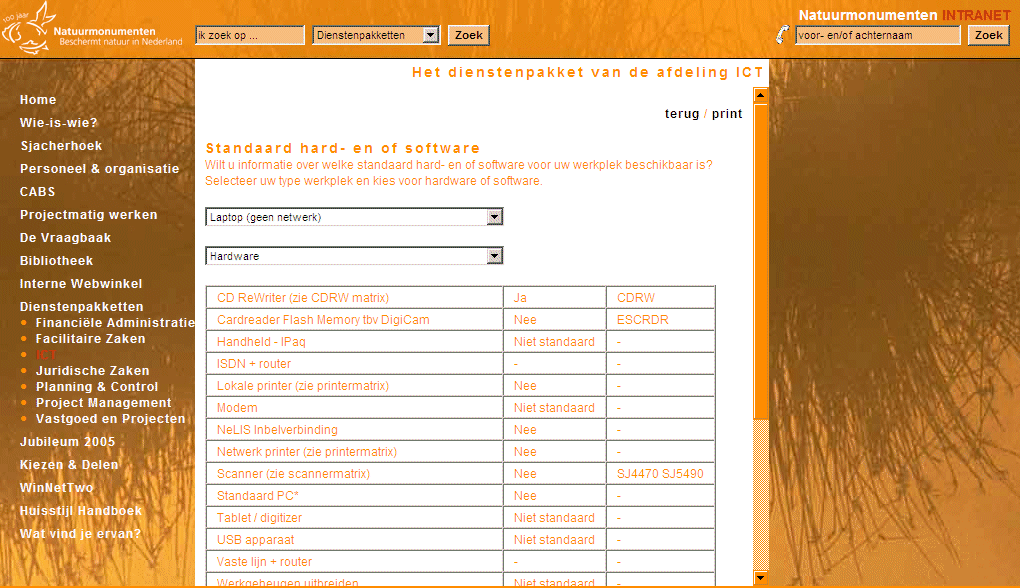 100 jaar
Natuurmonumenten
Beschermt natuur in Nederland
ik zoek op ...
Dienstenpakketten
Zoek
Natuurmonumenten INTRANET
voor- en/of achternaam
Zoek
Home
Wie-is-wie?
Sjacherhoek
Personeel & organisatie
CABS
Projectmatig werken
De Vraagbaak
Bibliotheek
Interne Webwinkel
Dienstenpakketten
Financiële Administratie
Facilitaire Zaken
ICT
Juridische Zaken
Planning & Control
Project Management
Vastgoed en Projecten
Jubileum 2005
Kiezen & Delen
WinNetTwo
Huisstijl Handboek
Wat vind je ervan?
Het dienstenpakket van de afdeling ICT
terug / print
Standaard hard- en of software
Wilt u informatie over welke standaard hard- en of software voor uw werkplek beschikbaar is?
Selecteer uw type werkplek en kies voor hardware of software.
Laptop (geen netwerk)
Hardware
CD ReWriter (zie CDRW matrix) Ja CDRW
Cardreader Flash Memory tbv DigiCam Nee ESCRDR
Handheld - IPaq Niet standaard -
ISDN + router - -
Lokale printer (zie printermatrix) Nee -
Modem Niet standaard -
NeLIS Inbelverbinding Nee -
Netwerk printer (zie printermatrix) Nee -
Scanner (zie scannermatrix) Nee SJ4470 SJ5490
Standaard PC* Nee -
Tablet / digitizer Niet standaard -
USB apparaat Niet standaard -
Vaste lijn + router - -
Werkgeheugen uitbreiden Niet standaard -